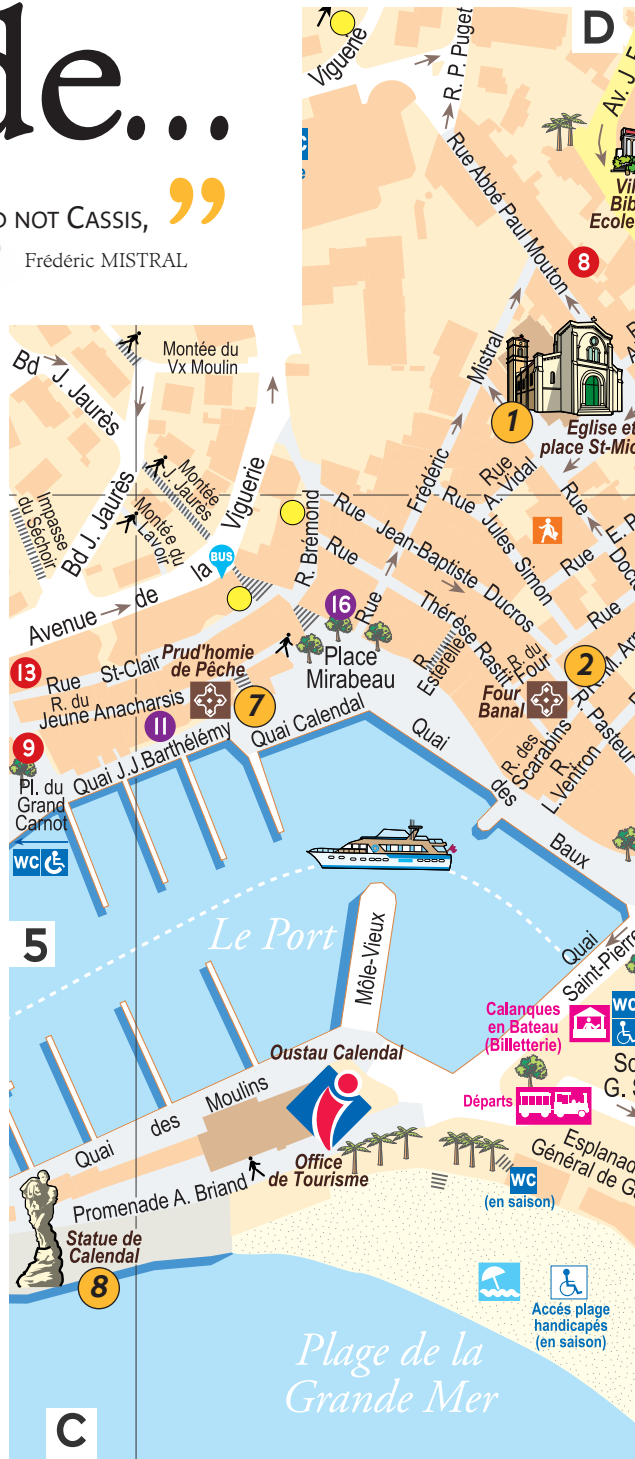 de...
D NOT CASSIS, ”
Frédéric MISTRAL
D
Viguerie
R. P. Puget
Av. J.
Rue Abbé Paul Mouton
8
Mistral
1
Eglise et
place St-Mic
Montée du
Vx Moulin
Bd J. Jaurès
Bd J. Jaurès
Montée
J. Jaurès
Impasse
du Séchoir
Montée du
Lavoir
Viguerie
BUS
la
de
Avenue
R. Brémond
Rue
Jean-Baptiste
Ducros
Rue
Thérèse Rastit
Frédéric
Rue
Rue
A. Vidal
Rue
Jules Simon
Rue
E. P
Rue
Doc
Rue
16
Place
Mirabeau
R.
Esterelle
R. du
Four
2
Four
Banal
R. M. Ar
R. Pasteur
R. des
Scarabins
R.
L. Ventron
13
Rue St-Clair
Prud'homie
de Pêche
R. du
Jeune Anacharsis
7
11
9
Pl. du
Grand
Carnot
WC
Quai J.J.Barthélémy
Quai Calendal
Quai
des
Baux
5
Le Port
Môle-Vieux
Quai
Saint-Pierre
Calanques
en Bateau
(Billetterie)
WC
Sq
G. S
Départs
Oustau Calendal
Quai
des
Moulins
Office
de Tourisme
Promenade A. Briand
Esplanad
Général de Ga
WC
(en saison)
Statue de
Calendal
8
Accés plage
handicapés
(en saison)
Plage de la
Grande Mer
C